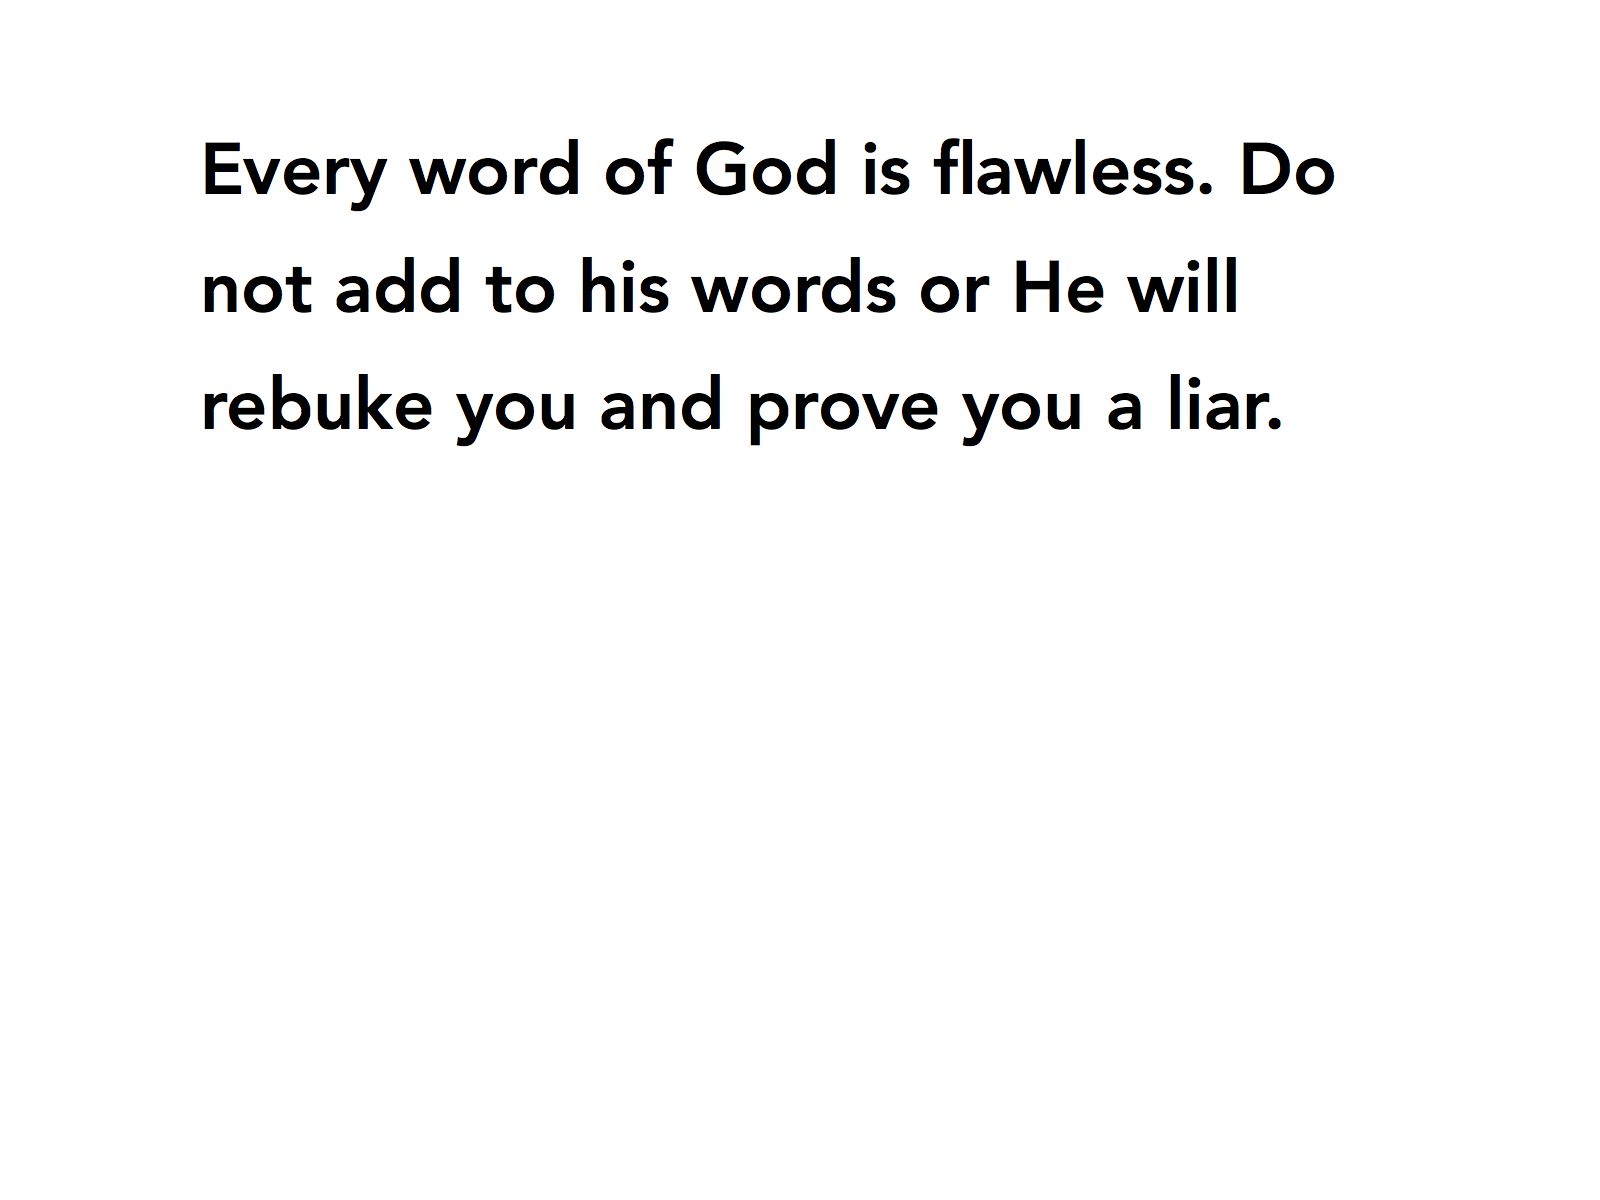 Every word of God is flawless. Do
not add to his words or He will
rebuke you and prove you a liar.